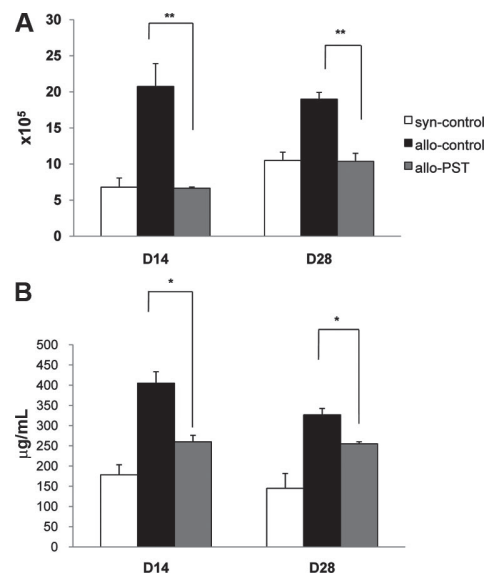 A
30
25
20
15
10
5
0
x10⁵
**
**
D14
D28
syn-control
allo-control
allo-PST
B
500
450
400
350
300
250
200
150
100
50
0
µg/mL
*
*
D14
D28